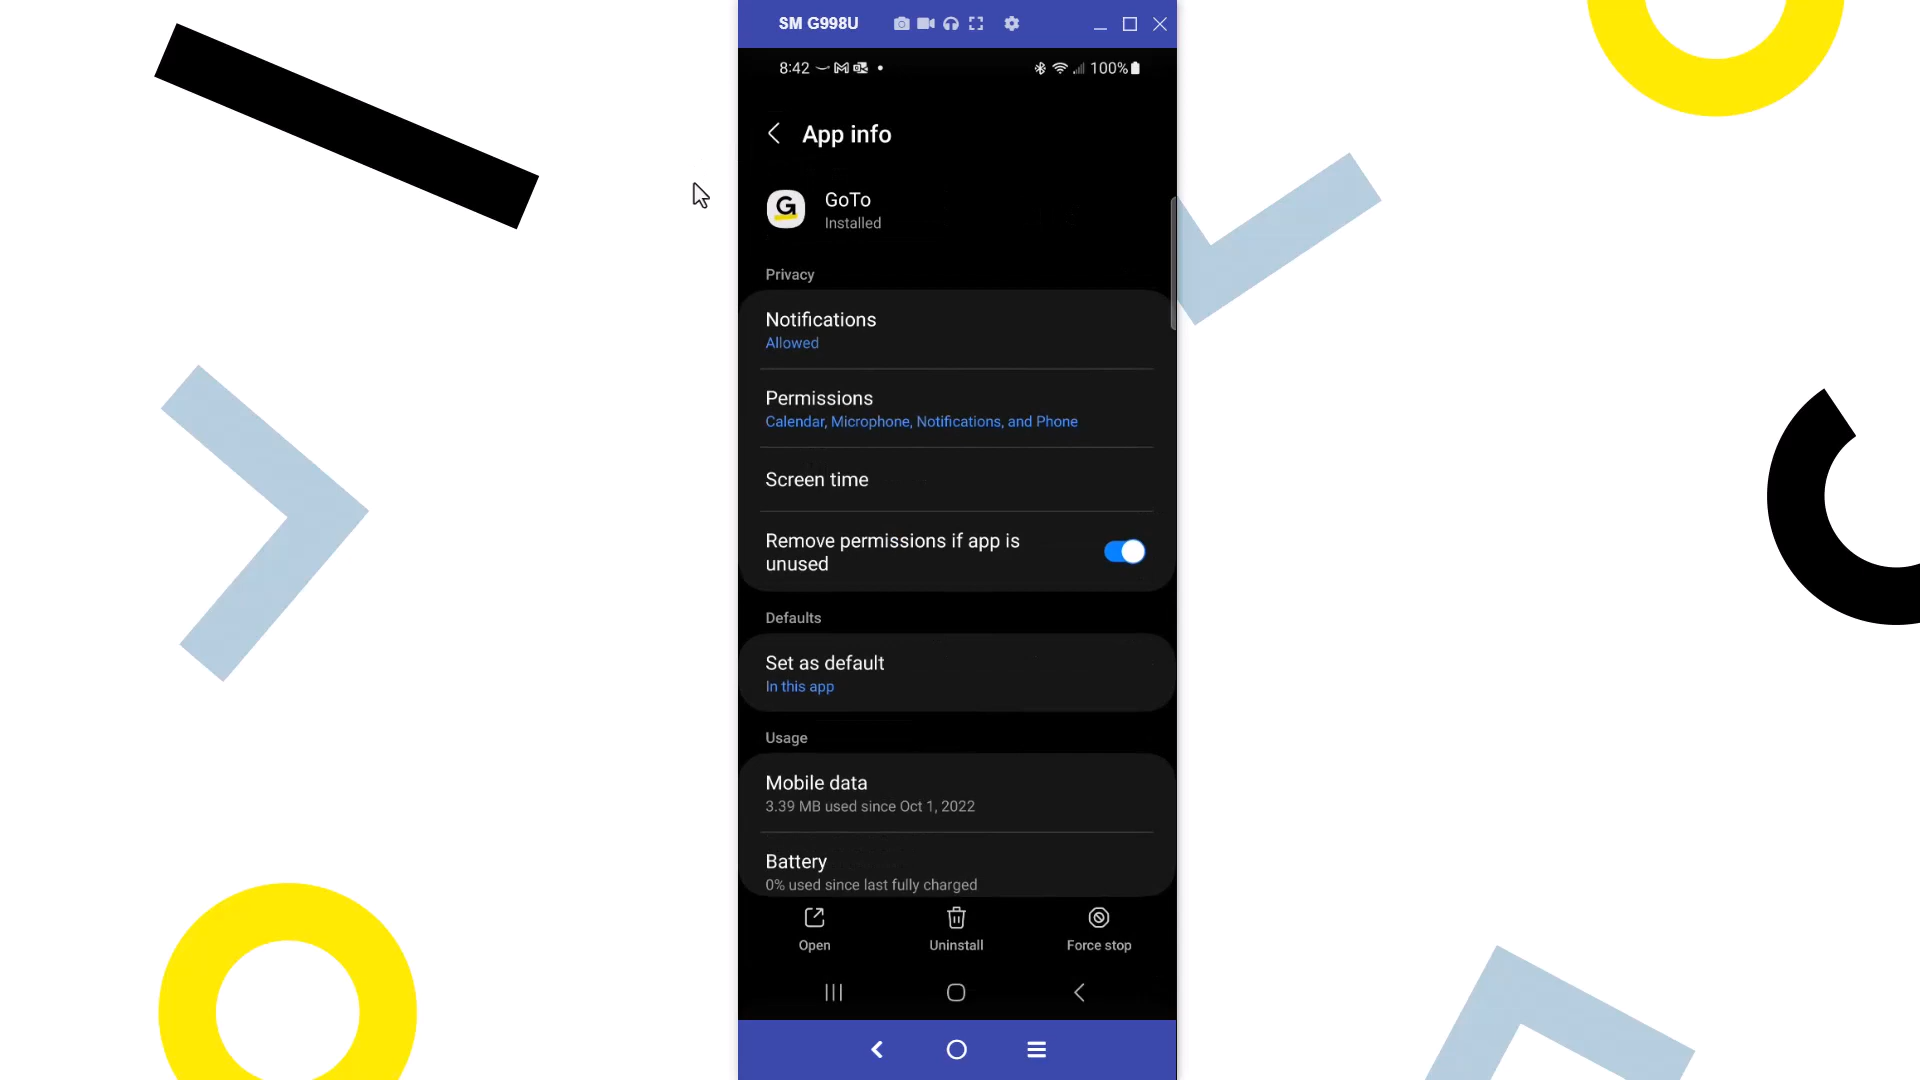 SM G998U
8:42
100%
App info
GoTo
Installed
Privacy
Notifications
Allowed
Permissions
Calendar, Microphone, Notifications, and Phone
Screen time
Remove permissions if app is
unused
Defaults
Set as default
In this app
Usage
Mobile data
3.39 MB used since Oct 1, 2022
Battery
0% used since last fully charged
Open
Uninstall
Force stop